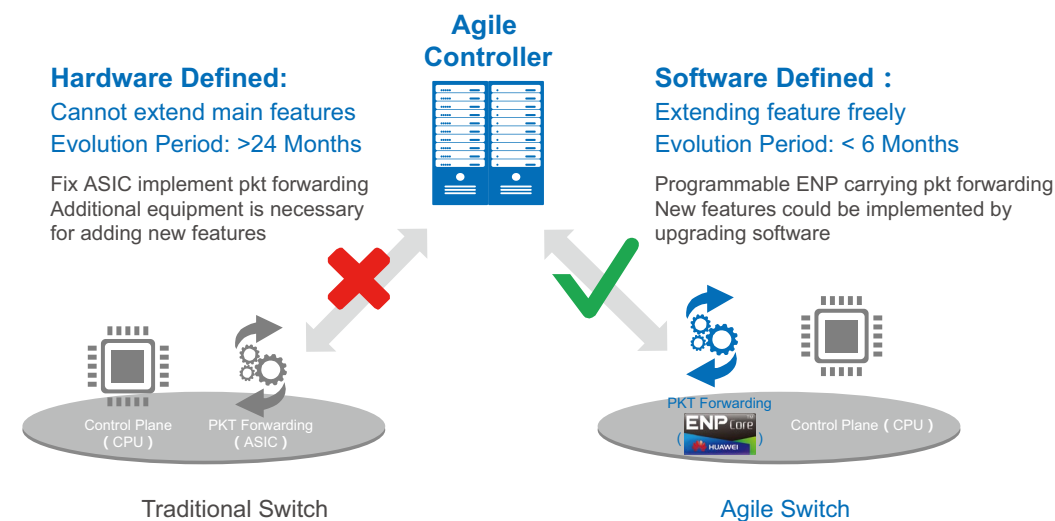 Agile
Controller
Hardware Defined:
Cannot extend main features
Evolution Period: >24 Months
Fix ASIC implement pkt forwarding
Additional equipment is necessary
for adding new features
Software Defined：
Extending feature freely
Evolution Period: < 6 Months
Programmable ENP carrying pkt forwarding
New features could be implemented by
upgrading software
Control Plane
（CPU）
PKT Forwarding
（ASIC）
PKT Forwarding
（ENP Core
HUAWEI）
Control Plane（CPU）
Traditional Switch
Agile Switch